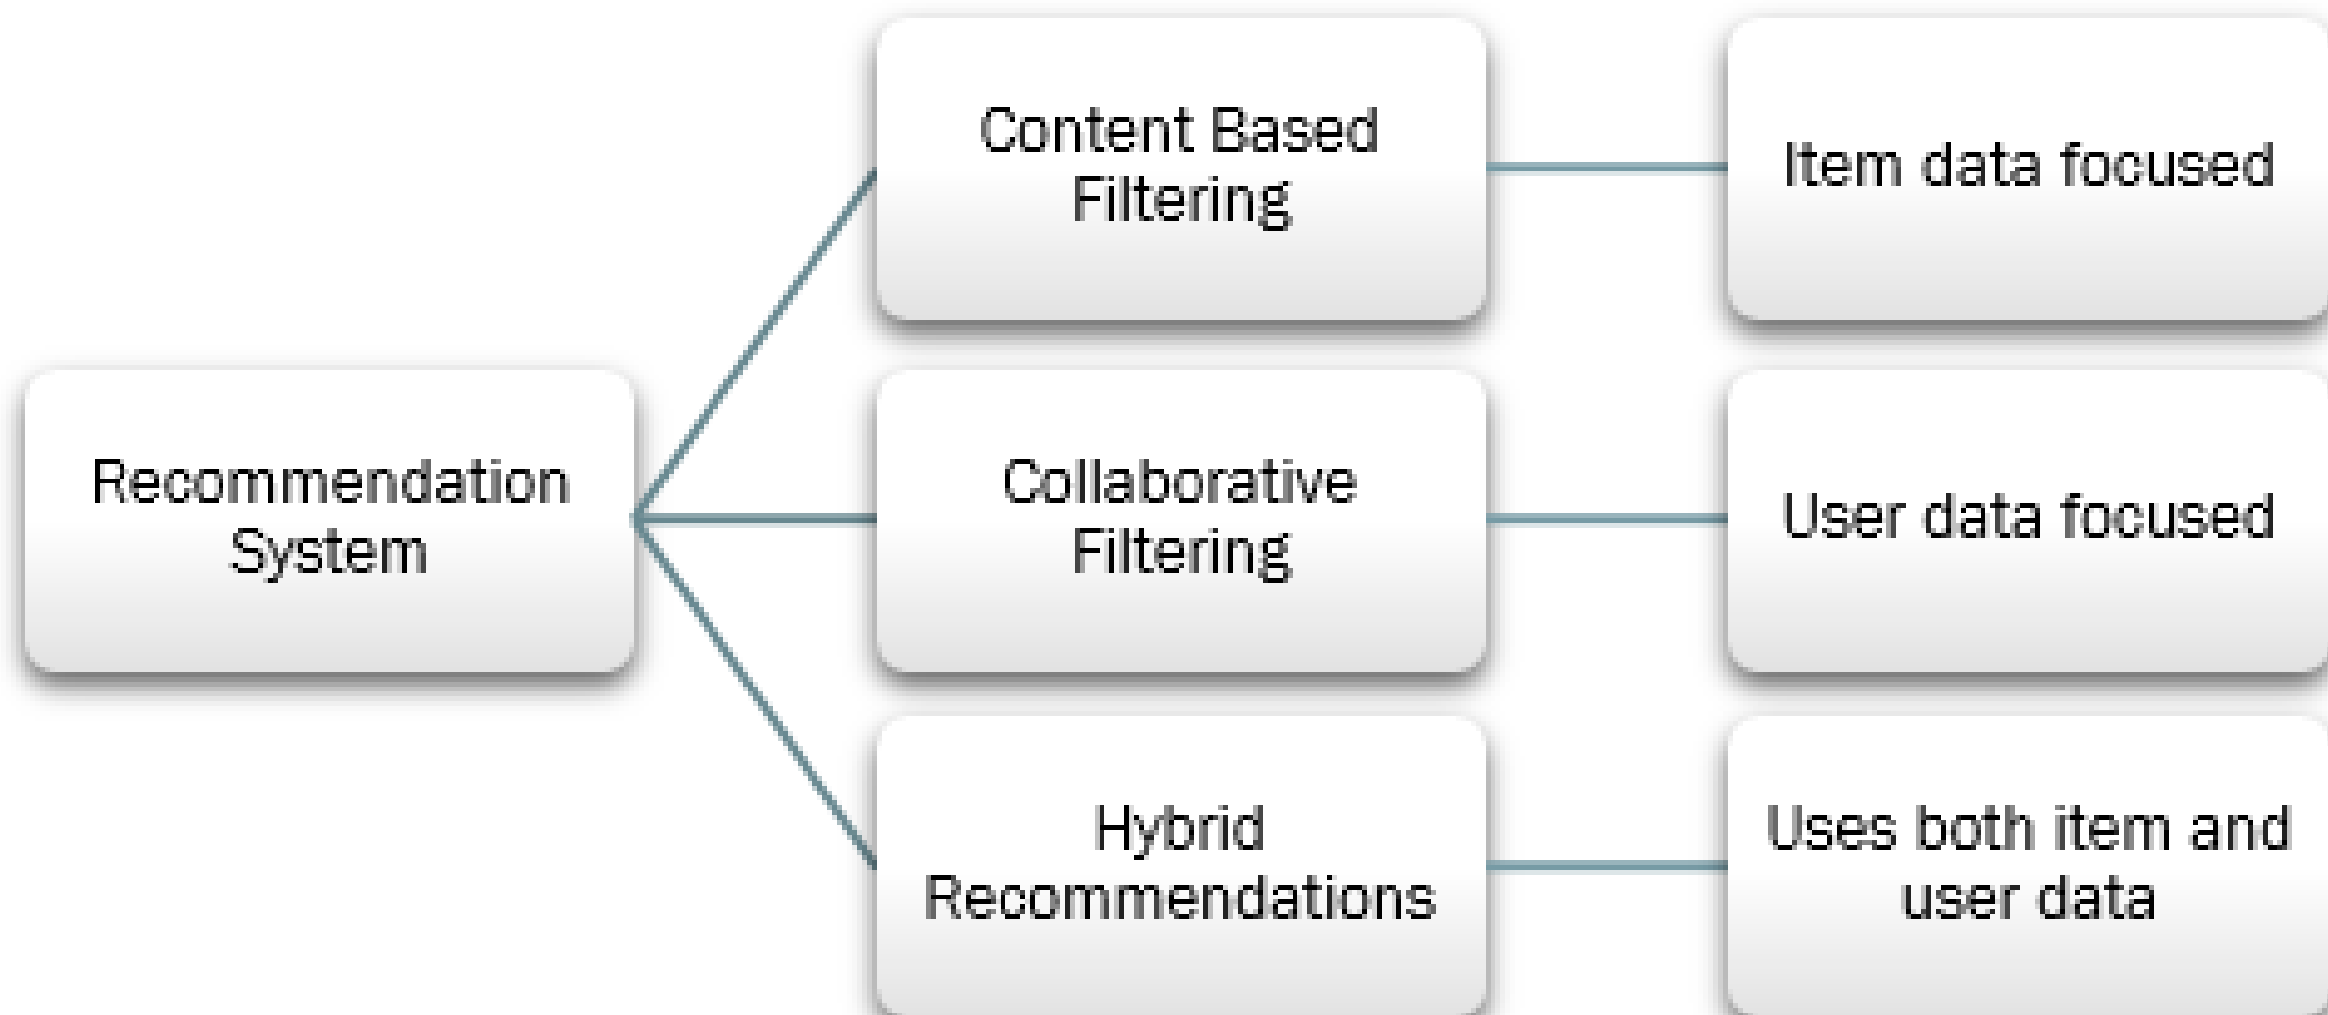 Content Based
Filtering
Item data focused
Recommendation
System
Collaborative
Filtering
User data focused
Hybrid
Recommendations
Uses both item and
user data